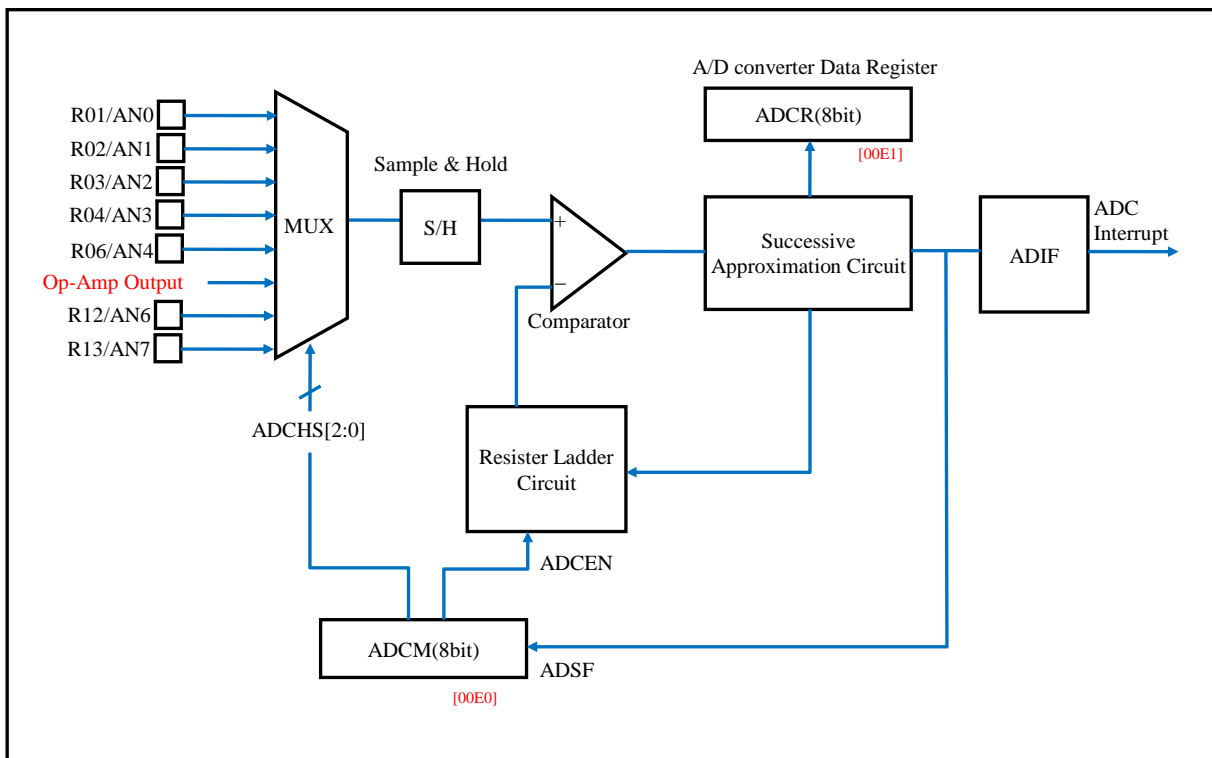 A/D converter Data Register
ADCR(8bit)
[00E1]
R01/AN0
R02/AN1
R03/AN2
R04/AN3
R06/AN4
Op-Amp Output
R12/AN6
R13/AN7
MUX
Sample & Hold
S/H
+
−
Comparator
Successive
Approximation Circuit
ADIF
ADC
Interrupt
ADCHS[2:0]
Resister Ladder
Circuit
ADCEN
ADCM(8bit)
ADSF
[00E0]